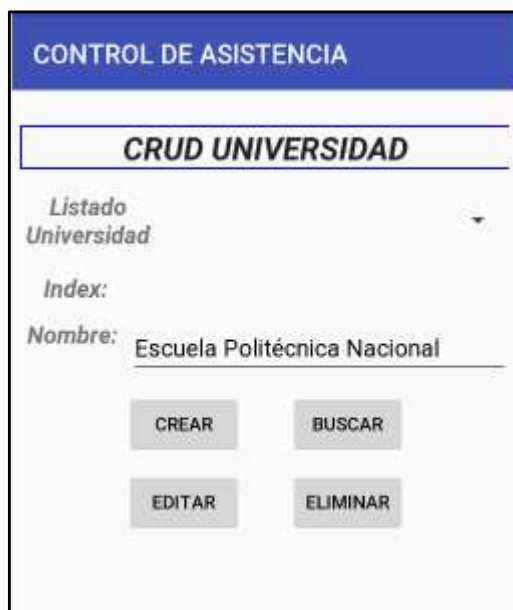 CONTROL DE ASISTENCIA
CRUD UNIVERSIDAD
Listado
Universidad
Index:
Nombre: Escuela Politécnica Nacional
CREAR BUSCAR
EDITAR ELIMINAR